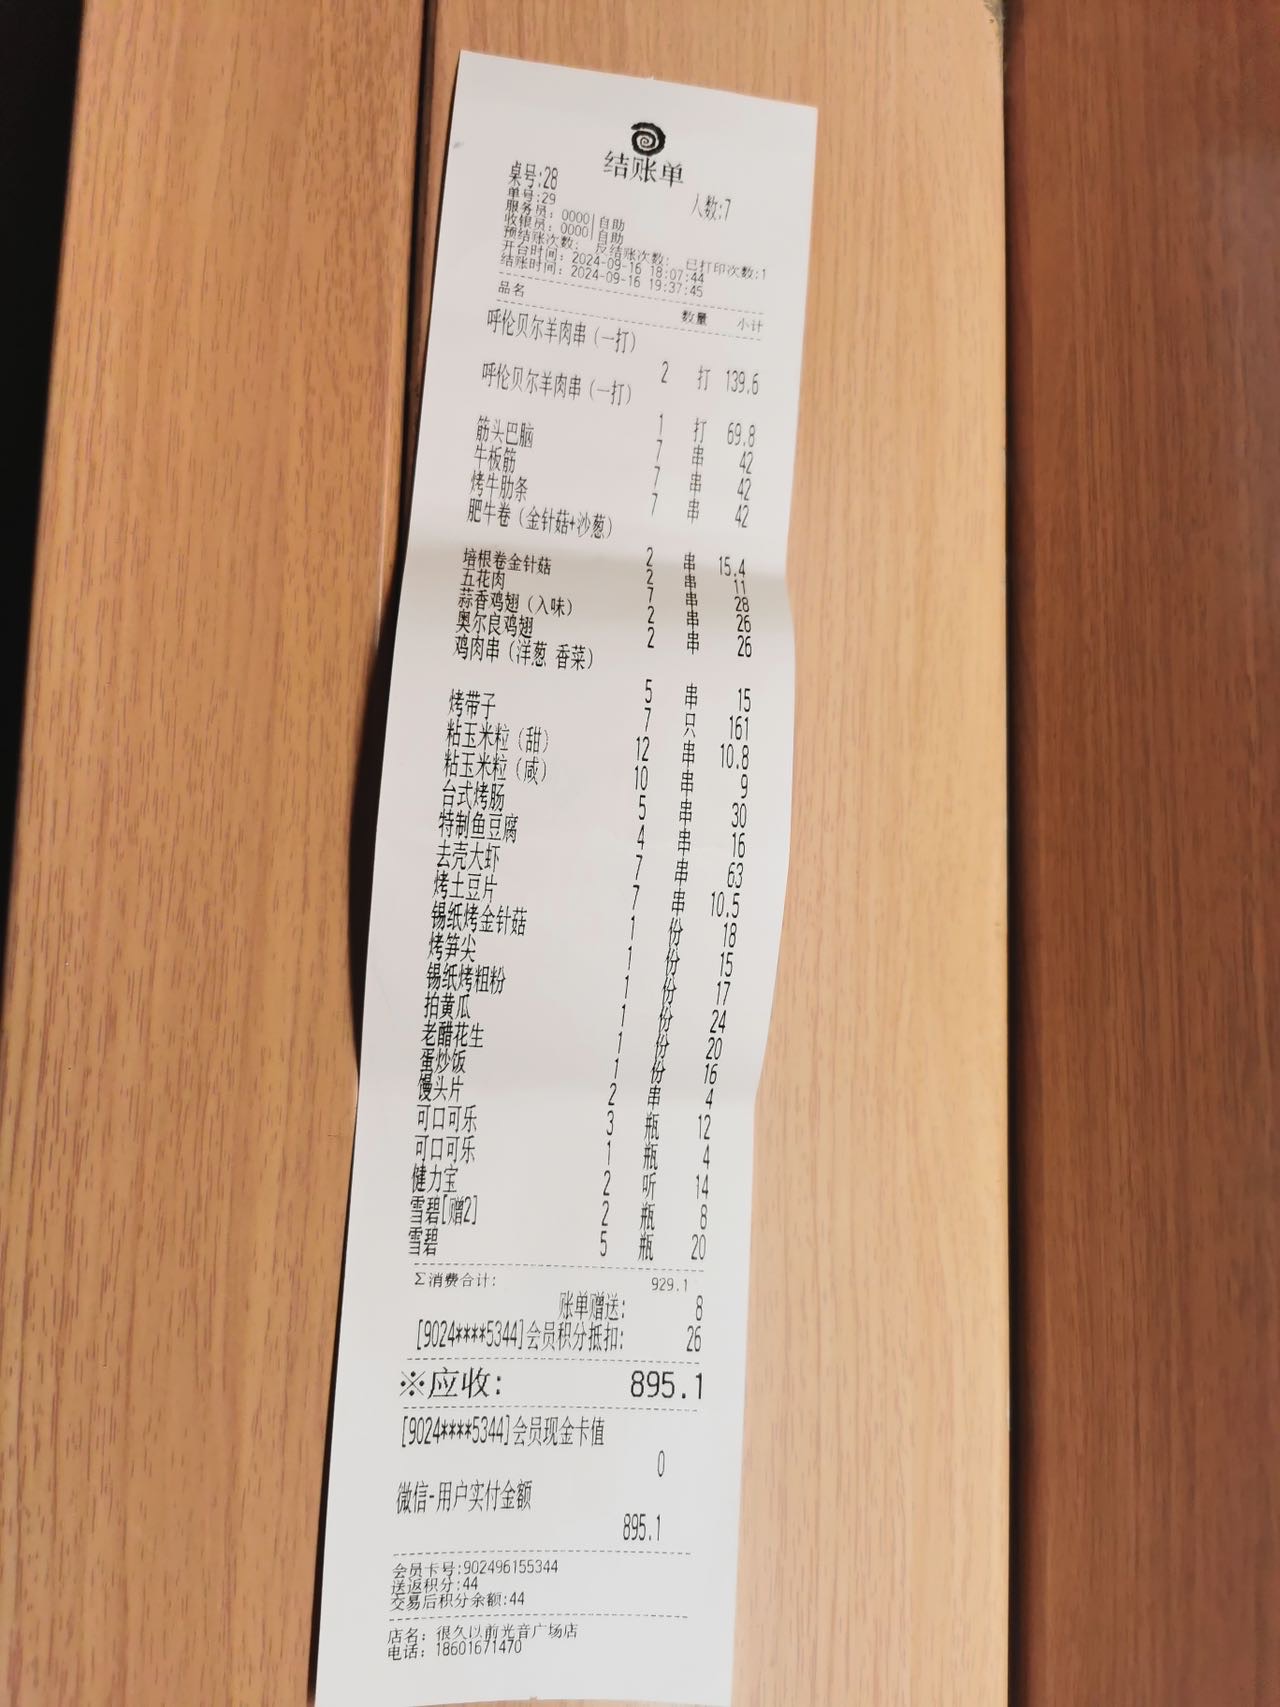 结账单
桌号:28 人数:7
单号:29
服务员: 0000|自助
收银员: 0000|自助
预结账次数: 反结账次数: 已打印次数:1
开台时间: 2024-09-16 18:07:44
结账时间: 2024-09-16 19:37:45
品名 数量 小计
呼伦贝尔羊肉串(一打)
2 打 139.6
呼伦贝尔羊肉串(一打)
1 打 69.8
筋头巴脑 7 串 42
牛板筋 7 串 42
烤牛肋条 7 串 42
肥牛卷(金针菇+沙葱)
2 串 15.4
培根卷金针菇 2 串 11
五花肉 7 串 28
蒜香鸡翅(入味) 2 串 26
奥尔良鸡翅 2 串 26
鸡肉串(洋葱 香菜)
5 串 15
烤带子 7 只 161
粘玉米粒(甜) 12 串 10.8
粘玉米粒(咸) 10 串 9
台式烤肠 5 串 30
特制鱼豆腐 4 串 16
去壳大虾 7 串 63
烤土豆片 7 串 10.5
锡纸烤金针菇 1 份 18
烤笋尖 1 份 15
锡纸烤粗粉 1 份 17
拍黄瓜 1 份 24
老醋花生 1 份 20
蛋炒饭 1 份 16
馒头片 2 串 4
可口可乐 3 瓶 12
可口可乐 1 瓶 4
健力宝 2 听 14
雪碧[赠2] 2 瓶 8
雪碧 5 瓶 20
Σ消费合计: 929.1
账单赠送: 8
[9024****5344]会员积分抵扣: 26
※应收: 895.1
[9024****5344]会员现金卡值
0
微信-用户实付金额
895.1
会员卡号:902496155344
送返积分:44
交易后积分余额:44
店名: 很久以前光音广场店
电话: 18601671470